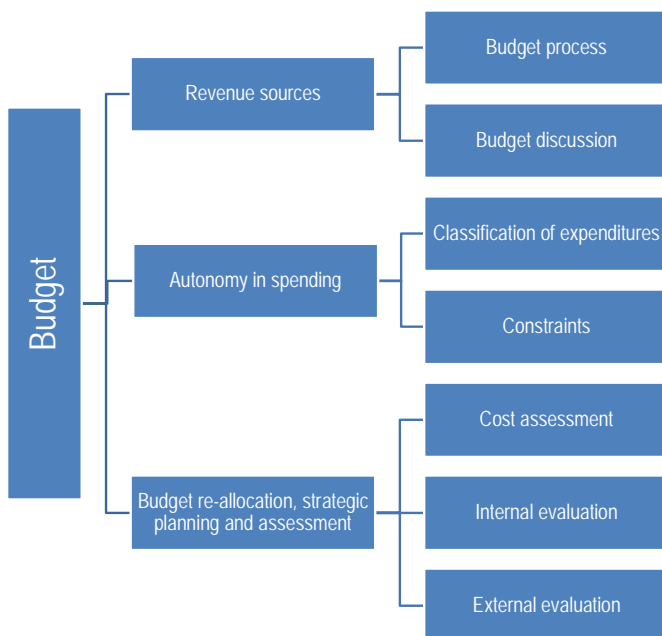 Budget
Revenue sources
Budget process
Budget discussion
Autonomy in spending
Classification of expenditures
Constraints
Budget re-allocation, strategic
planning and assessment
Cost assessment
Internal evaluation
External evaluation